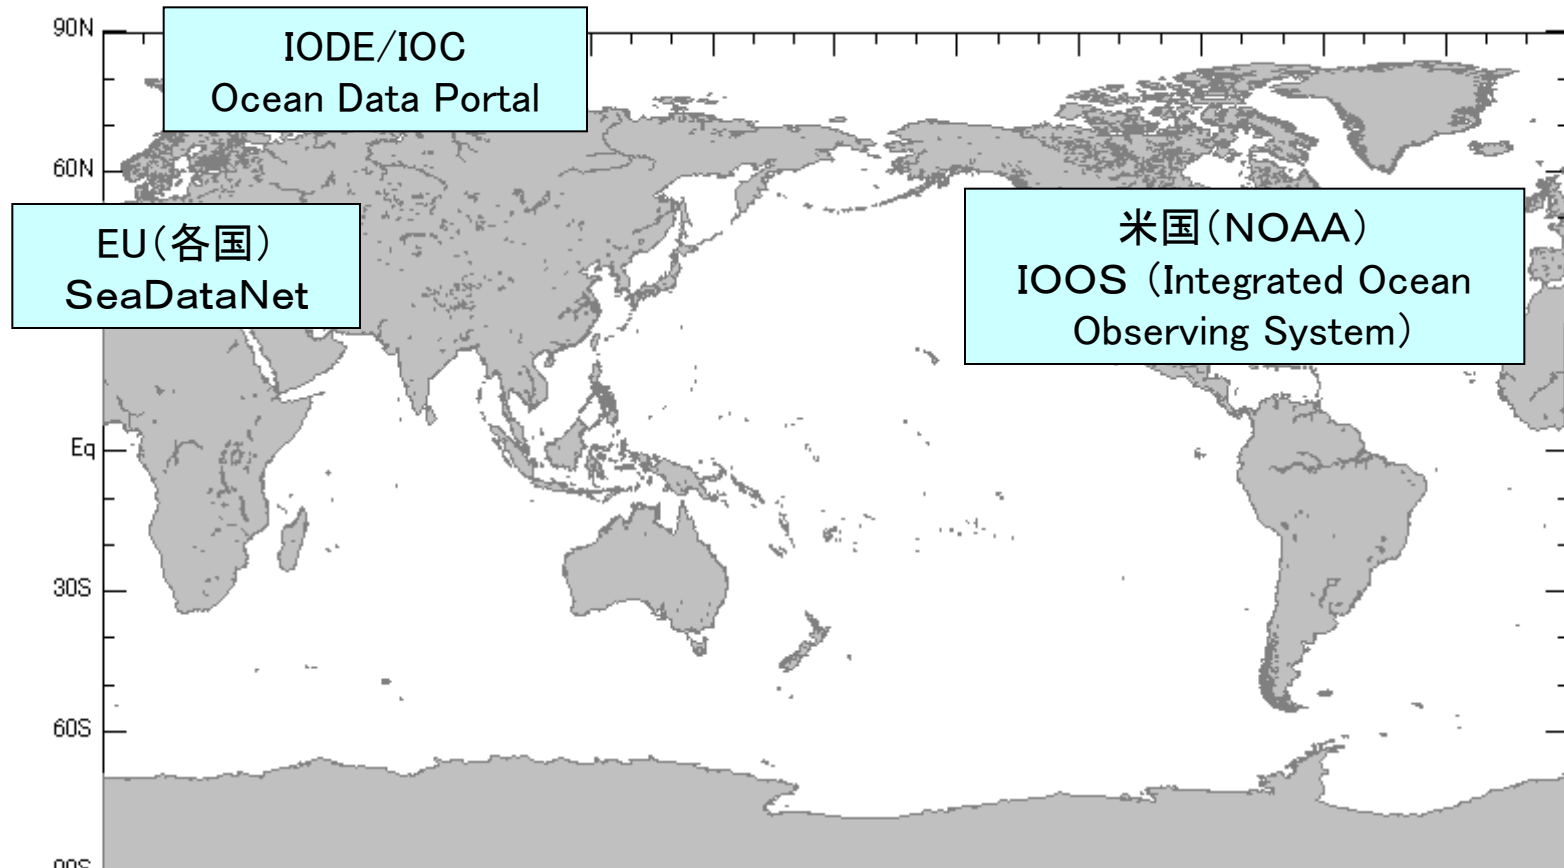 90N
IODE/IOC
Ocean Data Portal
60N
EU（各国）
SeaDataNet
米国（NOAA）
IOOS（Integrated Ocean
Observing System）
Eq
30S
60S
90S